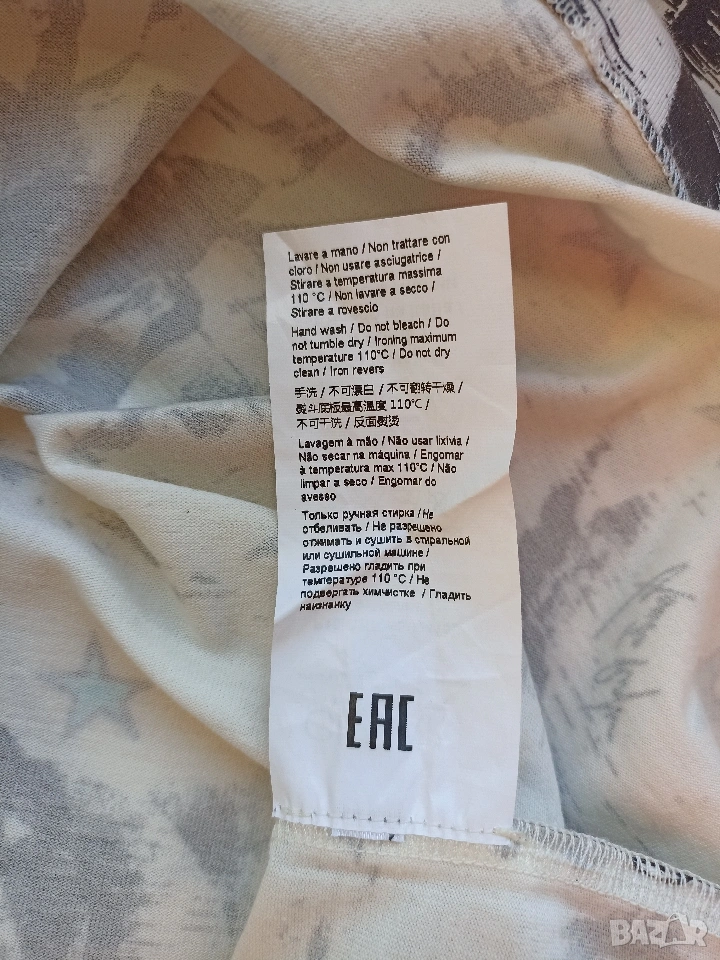 Lavare a mano / Non trattare con
cloro / Non usare asciugatrice /
Stirare a temperatura massima
110 °C / Non lavare a secco /
Stirare a rovescio
Hand wash / Do not bleach / Do
not tumble dry / Ironing maximum
temperature 110°C / Do not dry
clean / Iron revers
手洗 / 不可漂白 / 不可翻转干燥 /
熨斗底板最高温度 110℃ /
不可干洗 / 反面熨烫
Lavagem à mão / Não usar lixivia /
Não secar na máquina / Engomar
à temperatura max 110°C / Não
limpar a seco / Engomar do
avesso
Только ручная стирка / Не
отбеливать / Не разрешено
отжимать и сушить в стиральной
или сушильной машине /
Разрешено гладить при
температуре 110 °C / Не
подвергать химчистке / Гладить
наизнанку
EAC
BAZAR